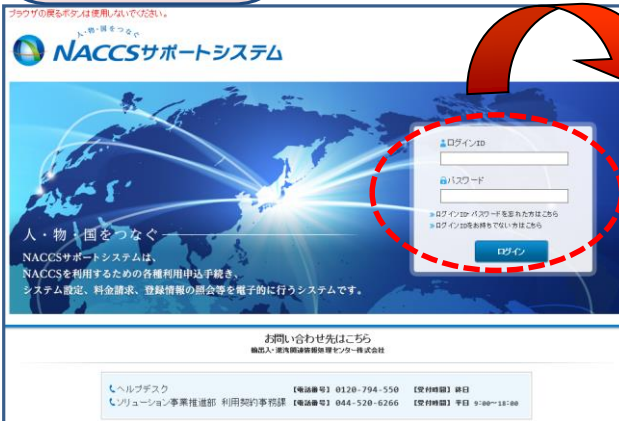 ブラウザの戻るボタンは使用しないでください。
人・物・国をつなぐ
NACCSサポートシステム
ログインID
パスワード
»ログインID・パスワードを忘れた方はこちら
»ログインIDをお持ちでない方はこちら
ログイン
人・物・国をつなぐ
NACCSサポートシステムは、
NACCSを利用するための各種利用申込手続き、
システム設定、料金請求、登録情報の照会等を電子的に行うシステムです。
お問い合わせ先はこちら
輸出入・港湾関連情報処理センター株式会社
ヘルプデスク 【電話番号】 0120-794-550 【受付時間】 終日
ソリューション事業推進部 利用契約事務課 【電話番号】 044-520-6266 【受付時間】 平日 9:00～18:00